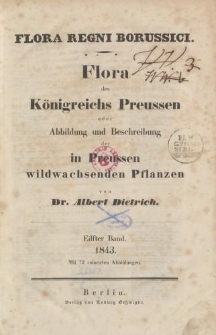 FLORA REGNI BORUSSICI.
Flora
des
Königreichs Preussen
oder
Abbildung und Beschreibung
der
in Preussen
wildwachsenden Pflanzen
von
Dr. Albert Dietrich.
Eilfter Band.
1843.
Mit 72 colorirten Abbildungen.
Berlin.
Verlag von Ludwig Oehmigke.